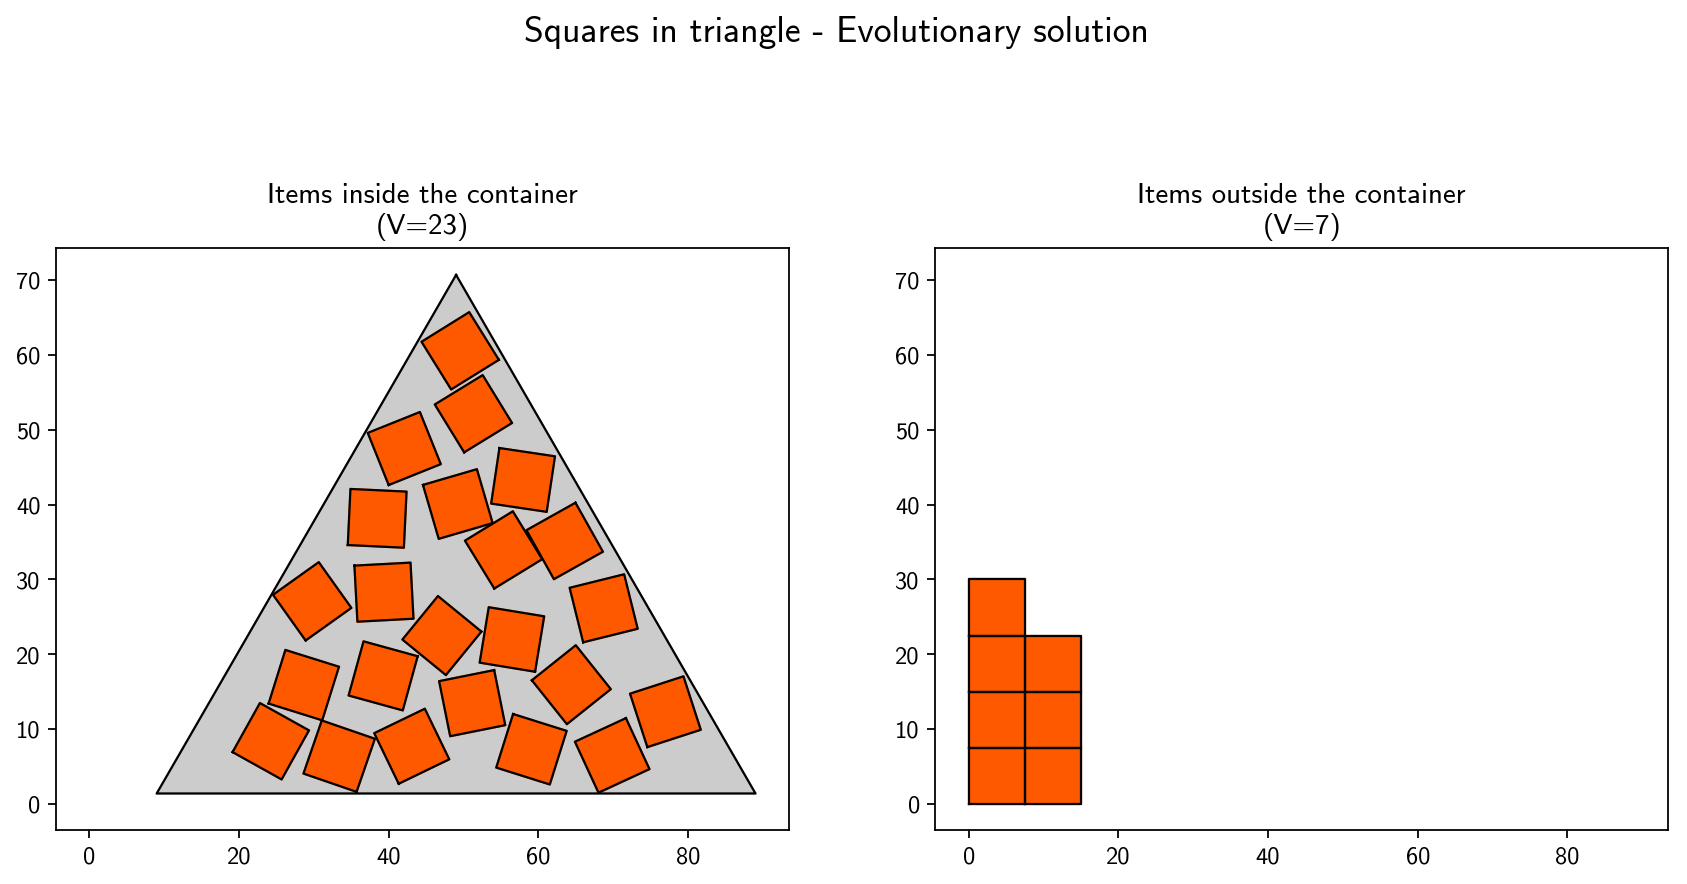 Squares in triangle - Evolutionary solution
Items inside the container
(V=23)
70
60
50
40
30
20
10
0
0 20 40 60 80
Items outside the container
(V=7)
70
60
50
40
30
20
10
0
0 20 40 60 80